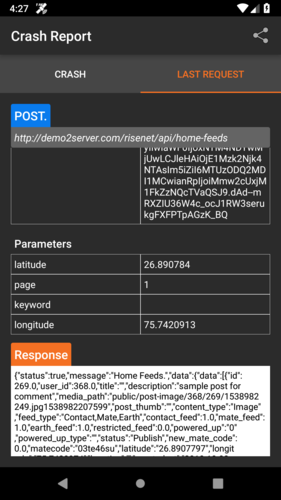 4:27
Crash Report
CRASH
LAST REQUEST
POST.
http://demo2server.com/risenet/api/home-feeds
jUwLCJleHAiOjE1Mzk2Njk4
NTAsIm5iZiI6MTUzODQ2MD
I1MCwianRpIjoiMmw2cUxjM
1FkZzNQcTVaQSJ9.dAd–m
RXZIU36W4c_ocJ1RW3seru
kgFXFPTpAGzK_BQ
Parameters
latitude 26.890784
page 1
keyword
longitude 75.7420913
Response
{"status":true,"message":"Home Feeds.","data":{"data":[{"id":
269.0,"user_id":368.0,"title":"","description":"sample post for
comment","media_path":"public/post-image/368/269/1538982
249.jpg1538982207599","post_thumb":"","content_type":"Image"
,"feed_type":"Contact,Mate,Earth",contact_feed":1.0,"mate_feed":
1.0,"earth_feed":1.0,"restricted_feed":0.0,"powered_up":"0"
,"powered_up_type":"","status":"Publish","new_mate_code":
0.0,"matecode":"03te46su","latitude":"26.8907797","longit